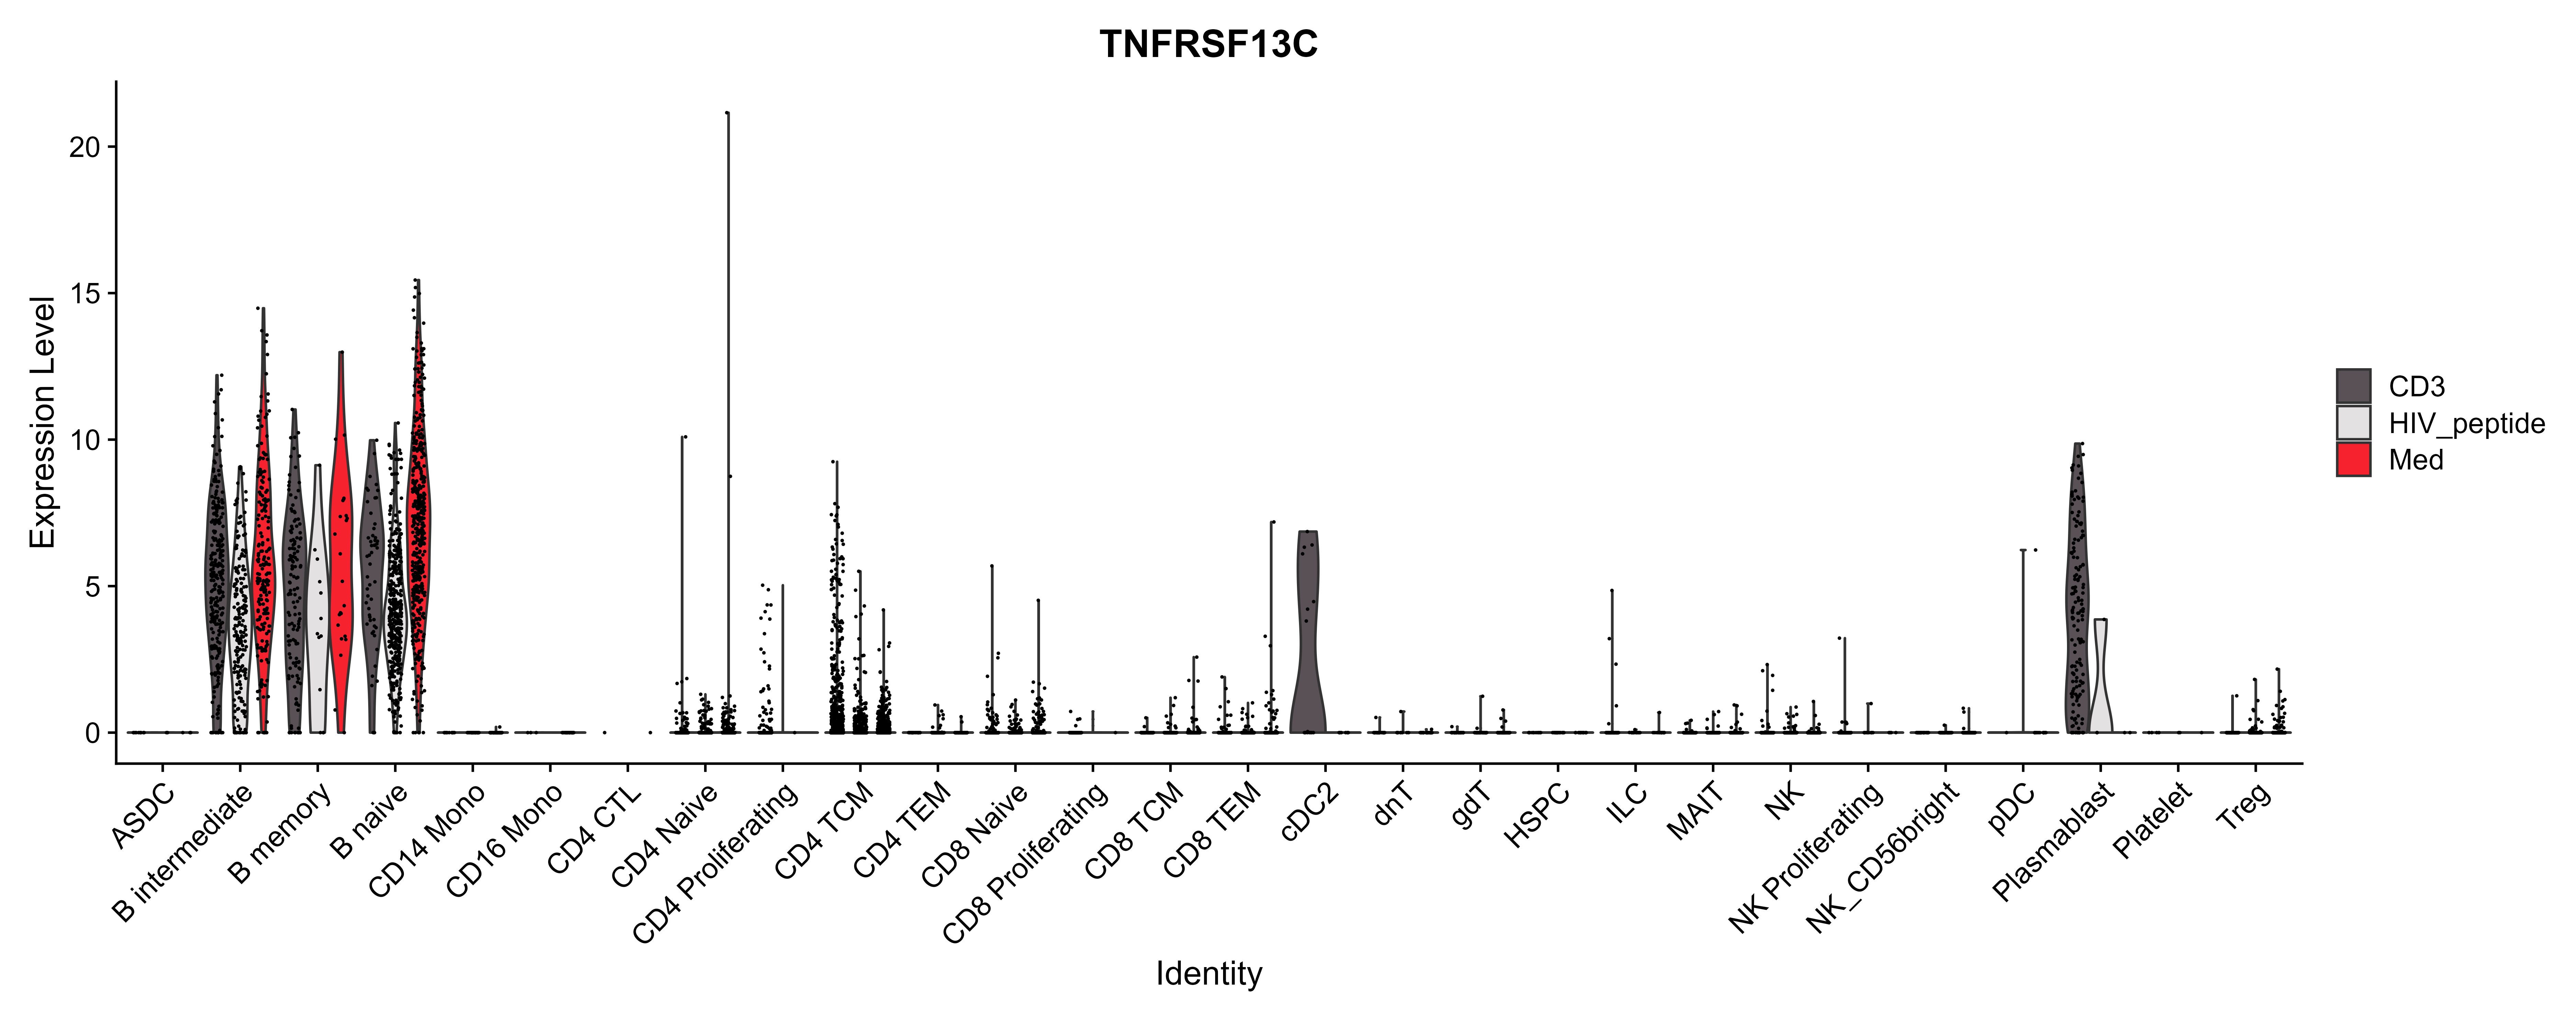 TNFRSF13C
Expression Level
20
15
10
5
0
ASDC
B intermediate
B memory
B naive
CD14 Mono
CD16 Mono
CD4 CTL
CD4 Naive
CD4 Proliferating
CD4 TCM
CD4 TEM
CD8 Naive
CD8 Proliferating
CD8 TCM
CD8 TEM
cDC2
dnT
gdT
HSPC
ILC
MAIT
NK
NK Proliferating
NK_CD56bright
pDC
Plasmablast
Platelet
Treg
Identity
CD3
HIV_peptide
Med